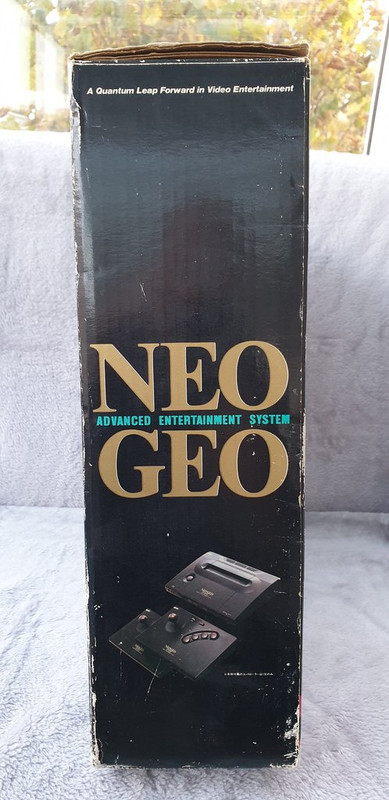 A Quantum Leap Forward in Video Entertainment
NEO
ADVANCED ENTERTAINMENT SYSTEM
GEO